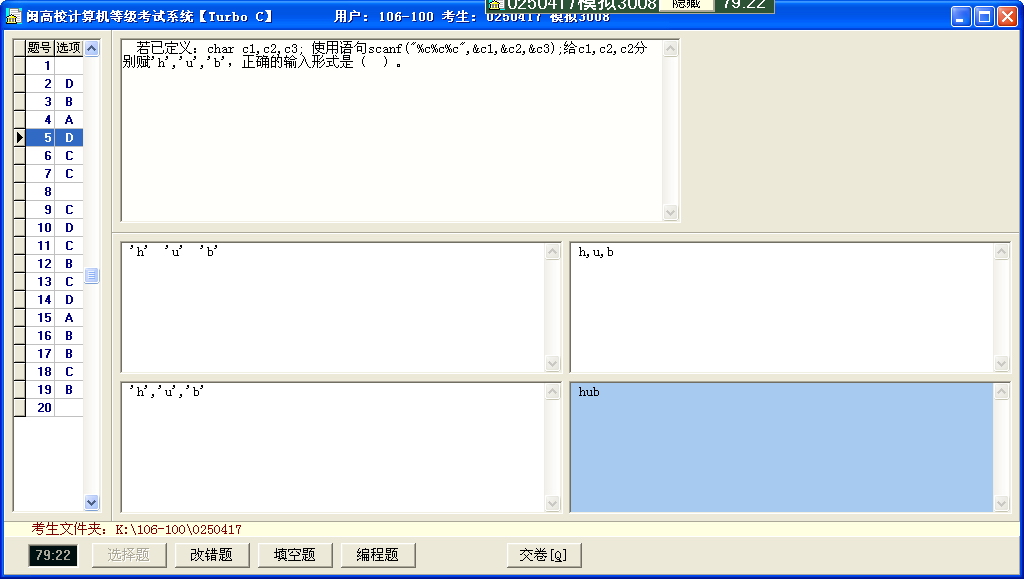 0250417模拟3008 隐藏 79:22
闽高校计算机等级考试系统【Turbo C】 用户: 106-100 考生: 0250417 模拟3008
题号 选项
1
2 D
3 B
4 A
5 D
6 C
7 C
8
9 C
10 D
11 C
12 B
13 C
14 D
15 A
16 B
17 B
18 C
19 B
20
若已定义: char c1,c2,c3; 使用语句scanf("%c%c%c",&c1,&c2,&c3);给c1,c2,c2分
别赋'h','u','b', 正确的输入形式是( )。
'h' 'u' 'b'
h,u,b
'h','u','b'
hub
考生文件夹: K:\106-100\0250417
79:22 选择题 改错题 填空题 编程题 交卷[Q]